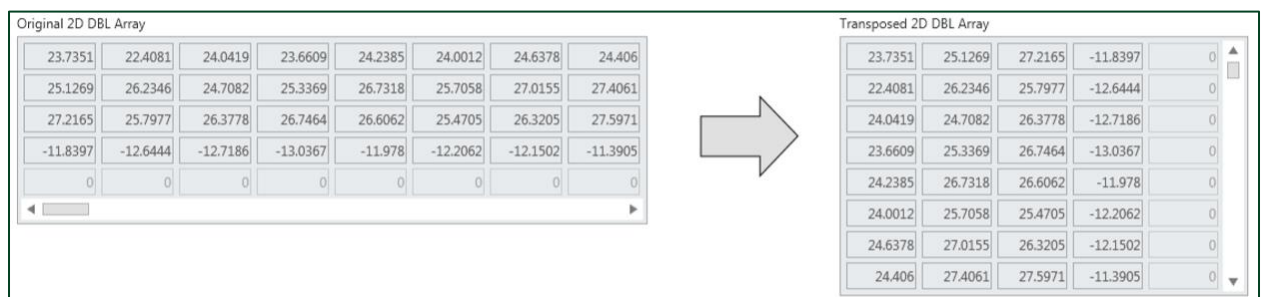 Original 2D DBL Array
23.7351 22.4081 24.0419 23.6609 24.2385 24.0012 24.6378 24.406
25.1269 26.2346 24.7082 25.3369 26.7318 25.7058 27.0155 27.4061
27.2165 25.7977 26.3778 26.7464 26.6062 25.4705 26.3205 27.5971
-11.8397 -12.6444 -12.7186 -13.0367 -11.978 -12.2062 -12.1502 -11.3905
0 0 0 0 0 0 0 0
Transposed 2D DBL Array
23.7351 25.1269 27.2165 -11.8397 0
22.4081 26.2346 25.7977 -12.6444 0
24.0419 24.7082 26.3778 -12.7186 0
23.6609 25.3369 26.7464 -13.0367 0
24.2385 26.7318 26.6062 -11.978 0
24.0012 25.7058 25.4705 -12.2062 0
24.6378 27.0155 26.3205 -12.1502 0
24.406 27.4061 27.5971 -11.3905 0